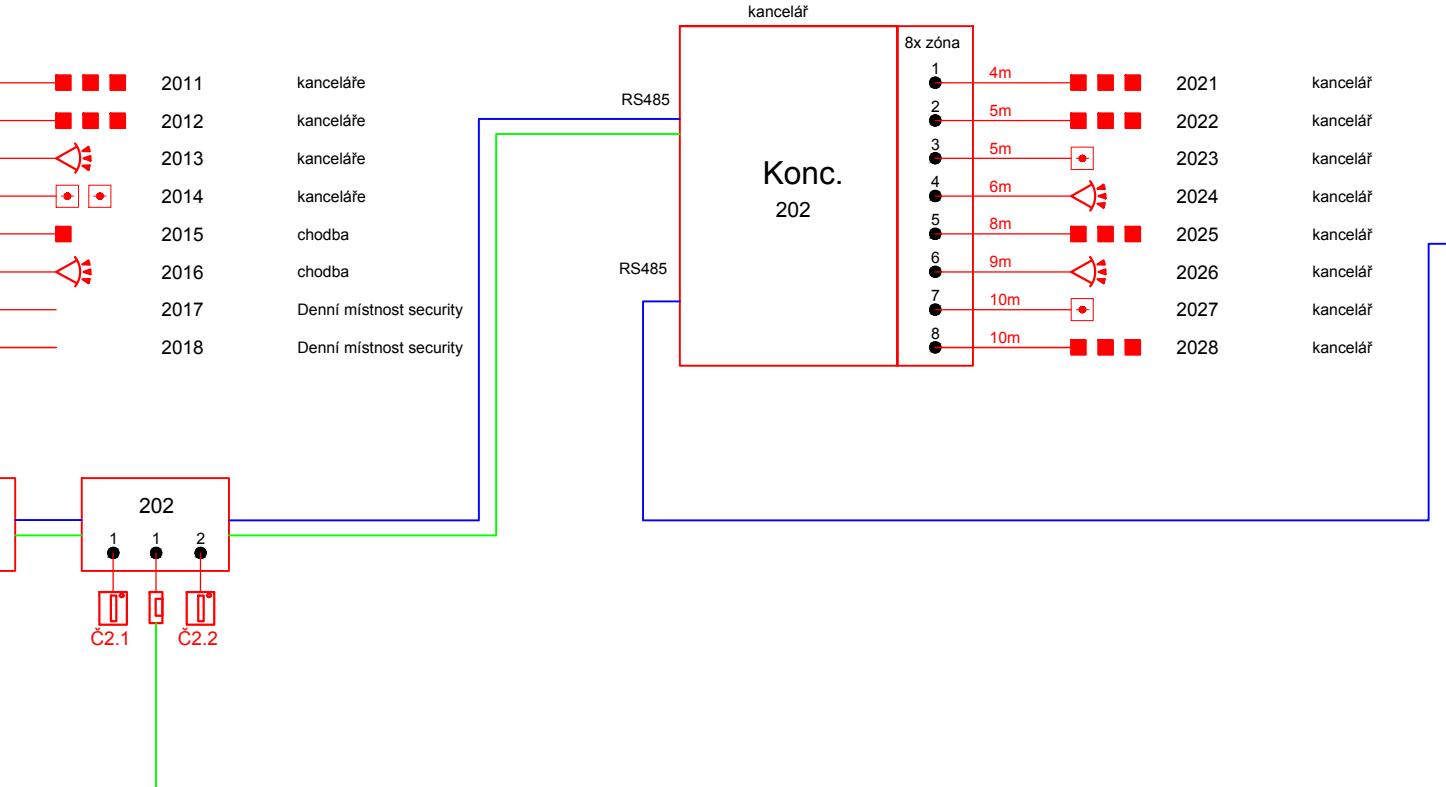 kancelář
8x zóna
2011 kanceláře
2012 kanceláře
2013 kanceláře
2014 kanceláře
2015 chodba
2016 chodba
2017 Denní místnost security
2018 Denní místnost security
RS485
RS485
Konc.
202
1 4m 2021 kancelář
2 5m 2022 kancelář
3 5m 2023 kancelář
4 6m 2024 kancelář
5 8m 2025 kancelář
6 9m 2026 kancelář
7 10m 2027 kancelář
8 10m 2028 kancelář
202
1 1 2
Č2.1 Č2.2